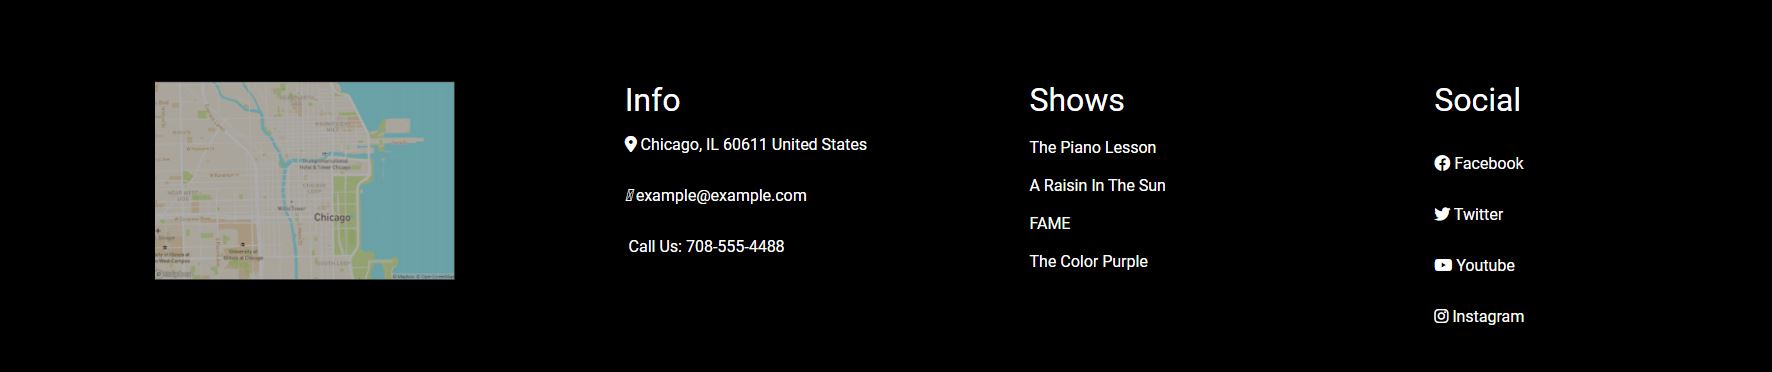 Info
Chicago, IL 60611 United States
example@example.com
Call Us: 708-555-4488
Shows
The Piano Lesson
A Raisin In The Sun
FAME
The Color Purple
Social
Facebook
Twitter
Youtube
Instagram
Chicago